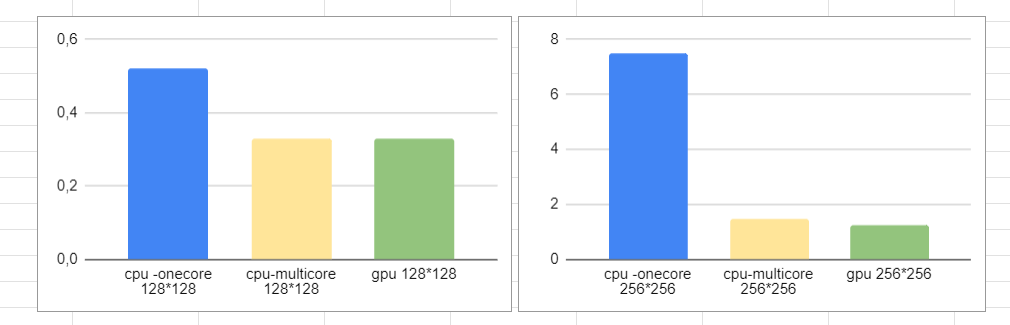 0,6
0,4
0,2
0,0
cpu -onecore
128*128
cpu-multicore
128*128
gpu 128*128
8
6
4
2
0
cpu -onecore
256*256
cpu-multicore
256*256
gpu 256*256